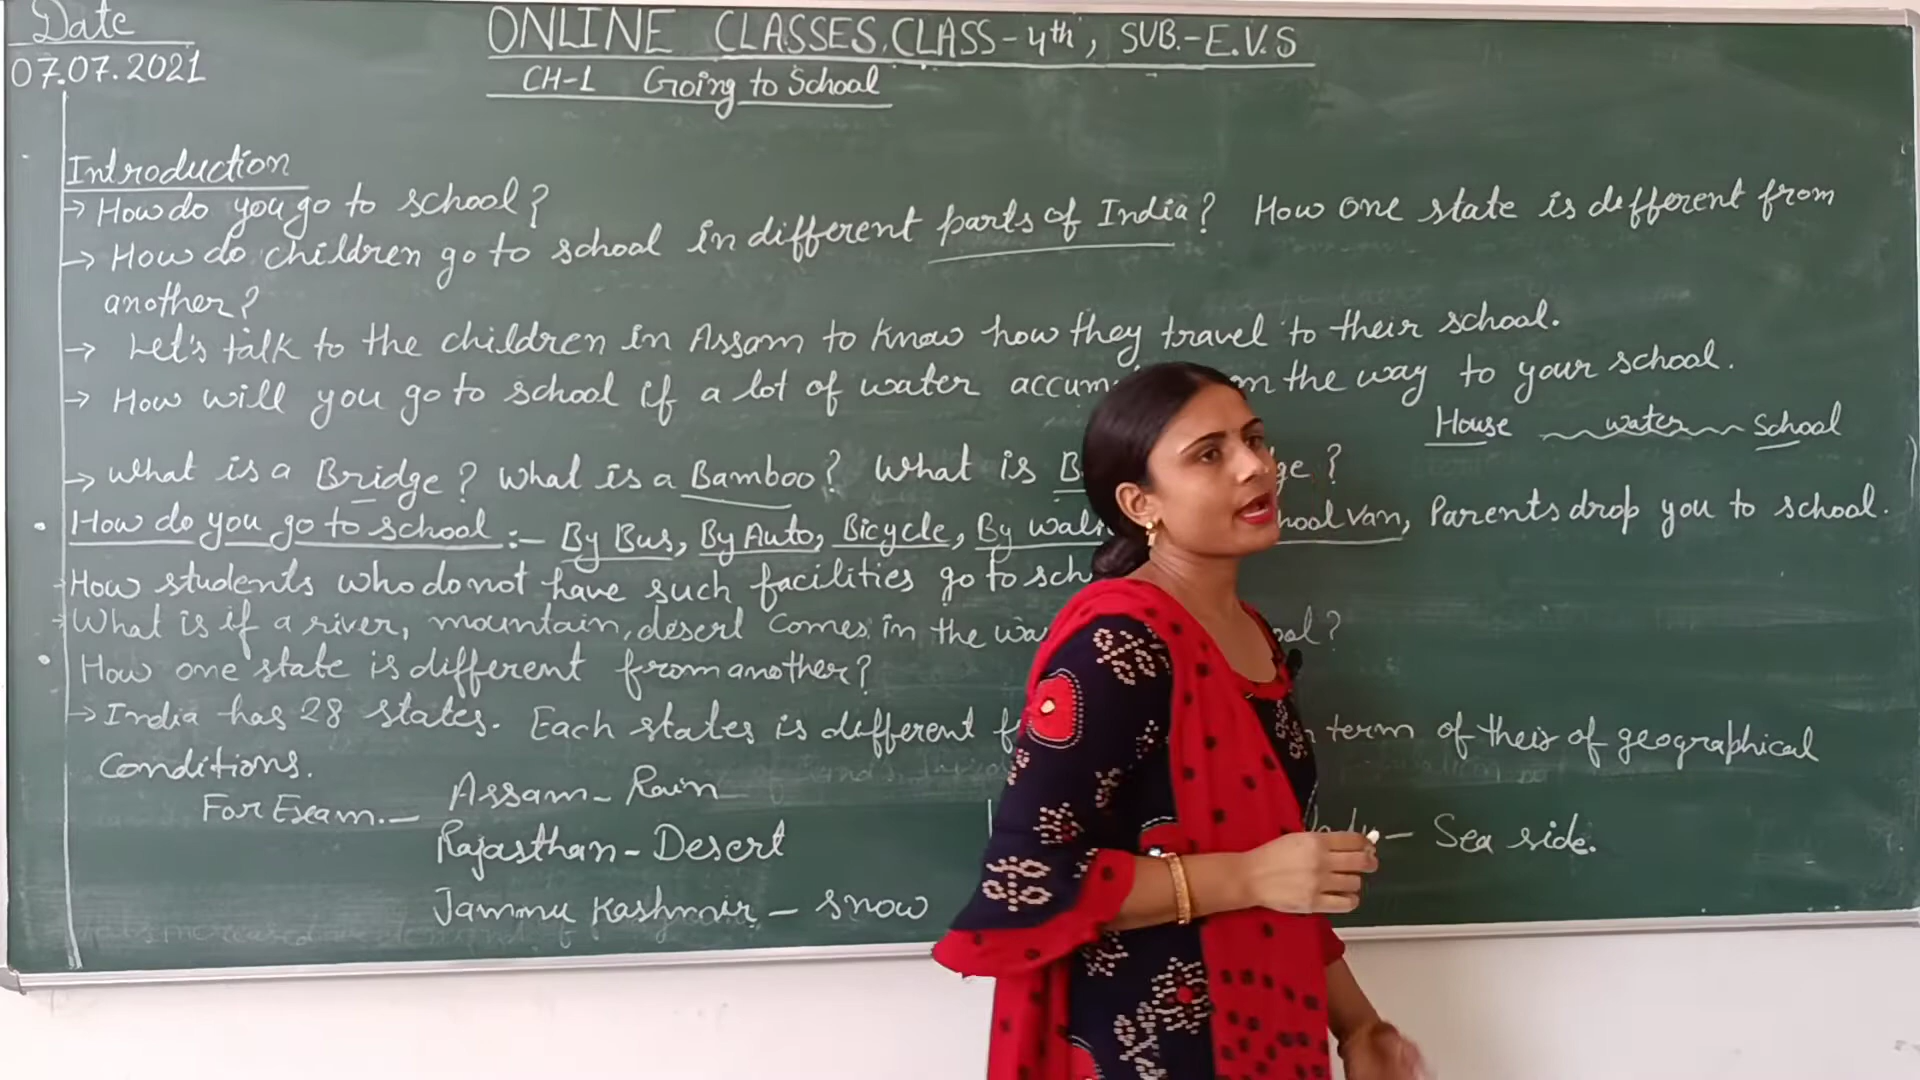 Date
07.07.2021
ONLINE CLASSES, CLASS-4th, SUB.-E.V.S
CH-1 Going to School
Introduction
→ How do you go to school?
→ How do children go to school in different parts of India? How one state is different from
another?
→ Let's talk to the children in Assam to know how they travel to their school.
→ How will you go to school if a lot of water on the way to your school.
House water School
→ What is a Bridge? What is a Bamboo? What is ?
• How do you go to school :- By Bus, By Auto, Bicycle, By Van, Parents drop you to school.
How students who do not have such facilities go to
What is if a river, mountain, desert comes in the ?
• How one state is different from another?
→ India has 28 states. Each states is different term of their of geographical
Conditions.
For Exam. - Assam - Rain
Rajasthan - Desert - Sea side.
Jammu Kashmir - snow